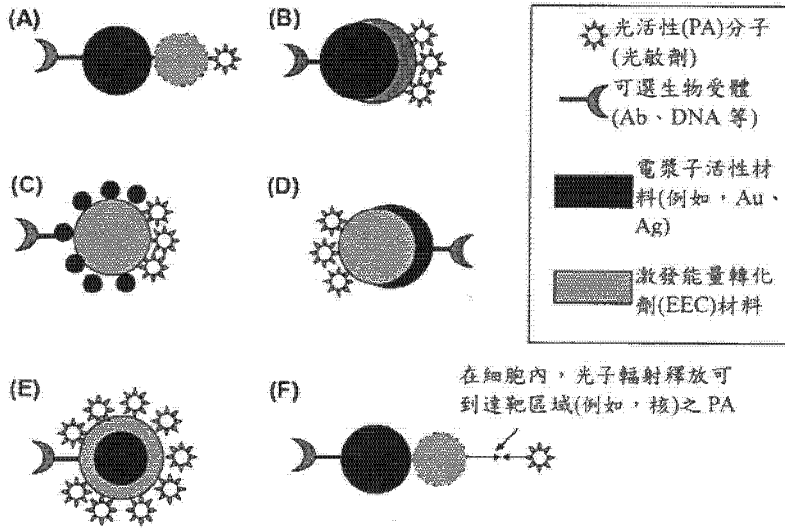 (A)
(B)
光活性(PA)分子
(光敏劑)
可選生物受體
(Ab、DNA 等)
(C)
(D)
電漿子活性材
料(例如，Au、
Ag)
激發能量轉化
劑(EEC)材料
(E)
(F)
在細胞內，光子輻射釋放可
到達靶區域(例如，核)之 PA